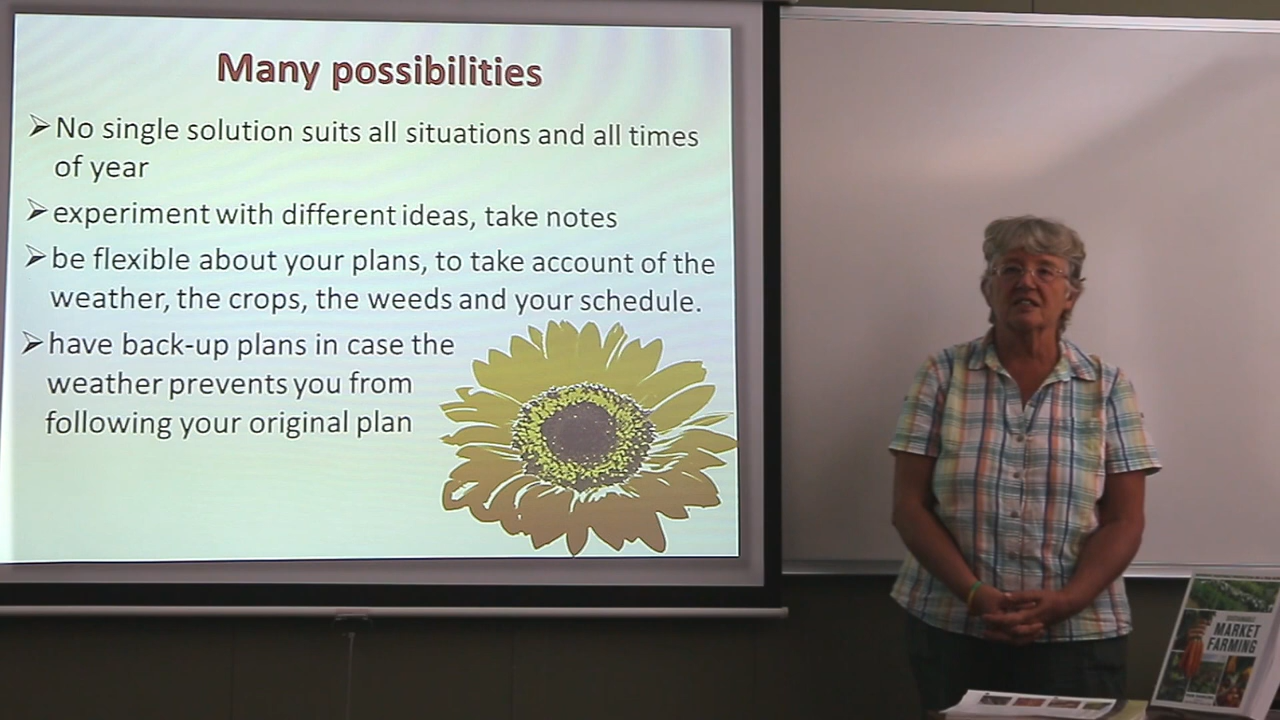 Many possibilities
No single solution suits all situations and all times
of year
experiment with different ideas, take notes
be flexible about your plans, to take account of the
weather, the crops, the weeds and your schedule.
have back-up plans in case the
weather prevents you from
following your original plan
MARKET
FARMING